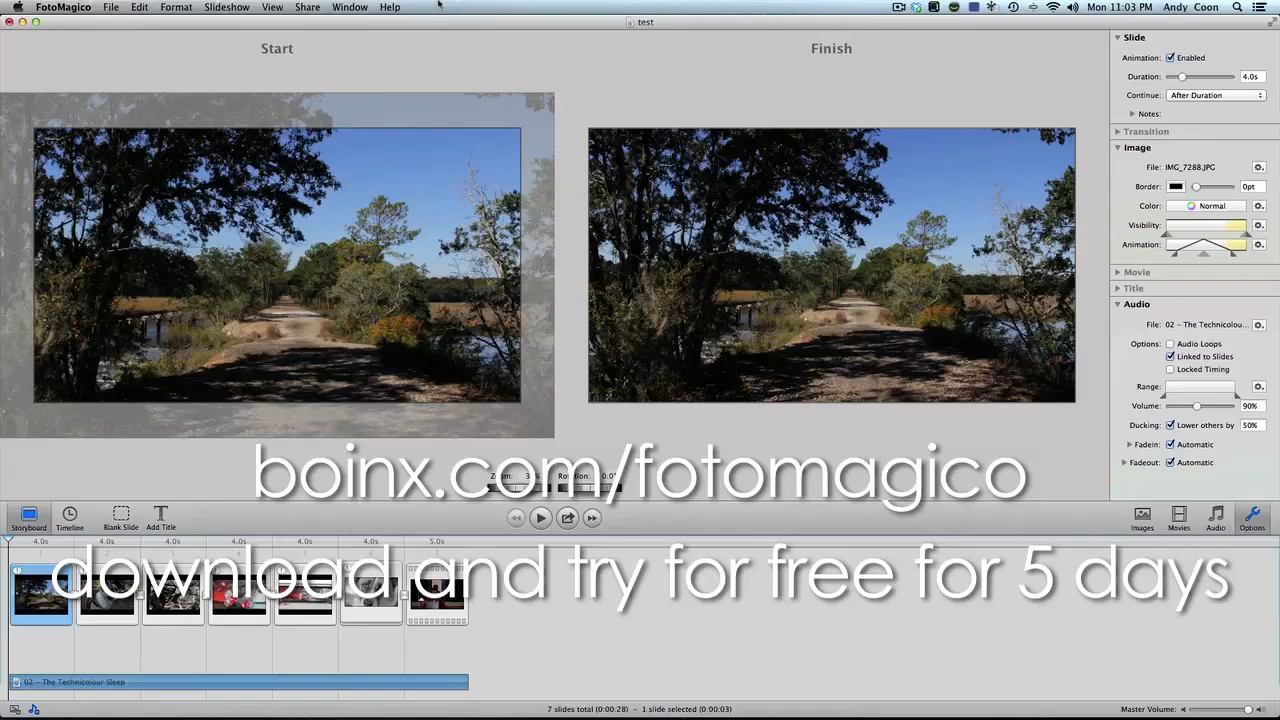 FotoMagico File Edit Format Slideshow View Share Window Help Mon 11:03 PM Andy Coon
test
Start
Finish
Slide
Animation: Enabled
Duration: 4.0s
Continue: After Duration
Notes:
Transition
Image
File: IMG_7288.JPG
Border: 0pt
Color: Normal
Visibility:
Animation:
Movie
Title
Audio
File: 02 - The Technicolou...
Options: Audio Loops
Linked to Slides
Locked Timing
Range:
Volume: 90%
Ducking: Lower others by 50%
Fadein: Automatic
Fadeout: Automatic
Rotation:
boinx.com/fotomagico
Storyboard Timeline Blank Slide Add Title
Images Movies Audio Options
4.0s 4.0s 4.0s 4.0s 4.0s 4.0s 5.0s
download and try for free for 5 days
02 - The Technicolour Sleep
7 slides total (0:00:28) - 1 slide selected (0:00:03)
Master Volume: